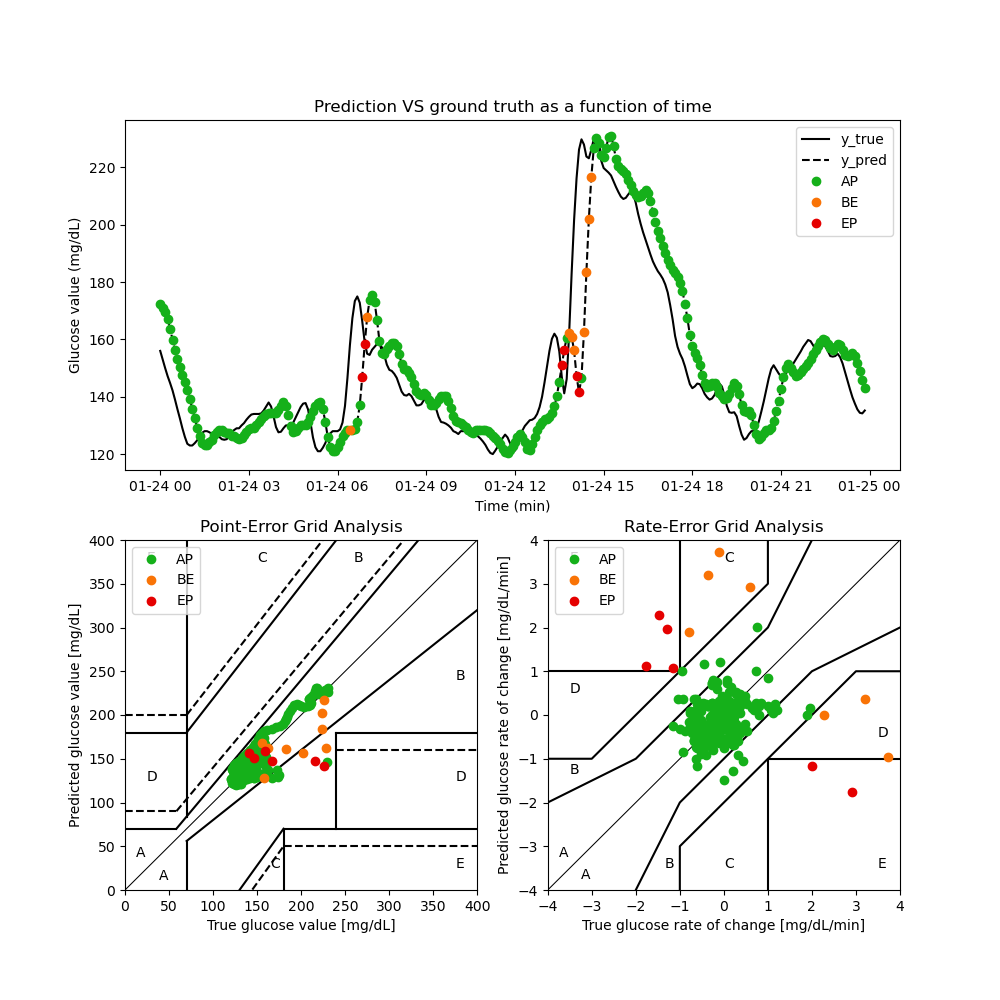 Prediction VS ground truth as a function of time
Glucose value (mg/dL)
220
200
180
160
140
120
y_true
y_pred
AP
BE
EP
01-24 00 01-24 03 01-24 06 01-24 09 01-24 12 01-24 15 01-24 18 01-24 21 01-25 00
Time (min)
Point-Error Grid Analysis
Predicted glucose value [mg/dL]
400
350
300
250
200
150
100
50
0
AP
BE
EP
C B
B
D D
A
A C E
0 50 100 150 200 250 300 350 400
True glucose value [mg/dL]
Rate-Error Grid Analysis
Predicted glucose rate of change [mg/dL/min]
4
3
2
1
0
−1
−2
−3
−4
AP
BE
EP
C
D
D
B
A
A B C E
−4 −3 −2 −1 0 1 2 3 4
True glucose rate of change [mg/dL/min]